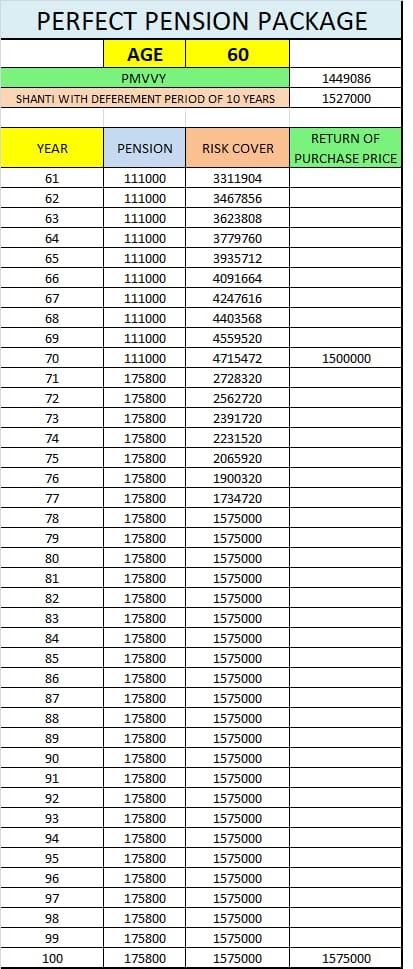 PERFECT PENSION PACKAGE
AGE 60
PMVVY 1449086
SHANTI WITH DEFEREMENT PERIOD OF 10 YEARS 1527000
YEAR PENSION RISK COVER RETURN OF
PURCHASE PRICE
61 111000 3311904
62 111000 3467856
63 111000 3623808
64 111000 3779760
65 111000 3935712
66 111000 4091664
67 111000 4247616
68 111000 4403568
69 111000 4559520
70 111000 4715472 1500000
71 175800 2728320
72 175800 2562720
73 175800 2391720
74 175800 2231520
75 175800 2065920
76 175800 1900320
77 175800 1734720
78 175800 1575000
79 175800 1575000
80 175800 1575000
81 175800 1575000
82 175800 1575000
83 175800 1575000
84 175800 1575000
85 175800 1575000
86 175800 1575000
87 175800 1575000
88 175800 1575000
89 175800 1575000
90 175800 1575000
91 175800 1575000
92 175800 1575000
93 175800 1575000
94 175800 1575000
95 175800 1575000
96 175800 1575000
97 175800 1575000
98 175800 1575000
99 175800 1575000
100 175800 1575000 1575000